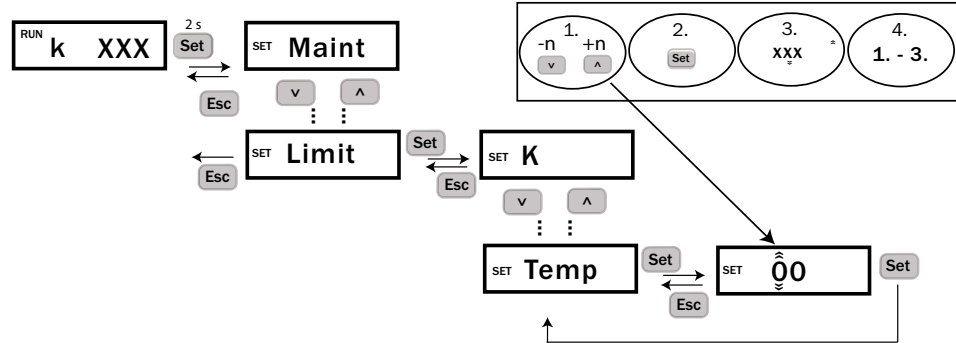 RUN k XXX
2 s
Set
Esc
SET Maint
v ^
1.
-n +n
v ^
2.
Set
3.
xxx
4.
1. - 3.
Esc
SET Limit
Set
Esc
SET K
v ^
SET Temp
Set
Esc
SET 00
Set